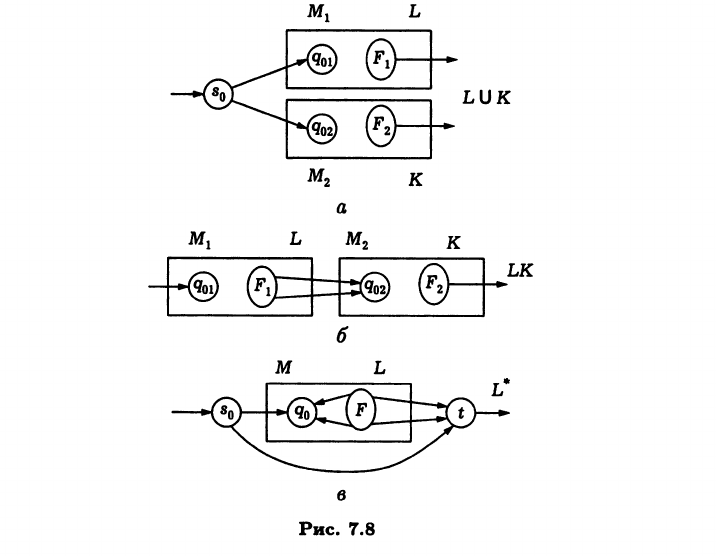 M₁ L
q₀₁ F₁
s₀
L ∪ K
q₀₂ F₂
M₂ K
а
M₁ L M₂ K
LK
q₀₁ F₁ q₀₂ F₂
б
M L
L*
s₀ q₀ F t
в
Рис. 7.8